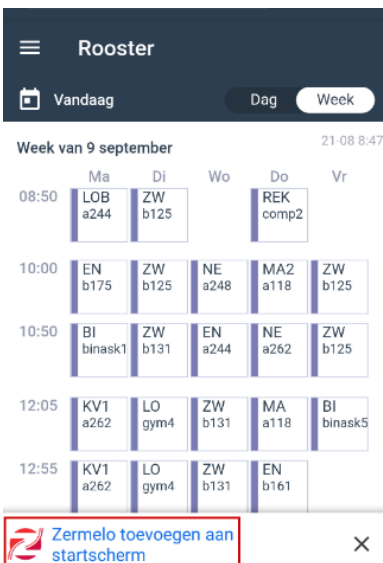 Rooster
Vandaag Dag Week
Week van 9 september 21-08 8:47
Ma Di Wo Do Vr
08:50 LOB ZW REK
a244 b125 comp2
10:00 EN ZW NE MA2 ZW
b175 b125 a248 a118 b125
10:50 BI ZW EN NE ZW
binask1 b131 a244 a262 b125
12:05 KV1 LO ZW MA BI
a262 gym4 b131 a118 binask5
12:55 KV1 LO ZW EN
a262 gym4 b131 b161
Zermelo toevoegen aan
startscherm